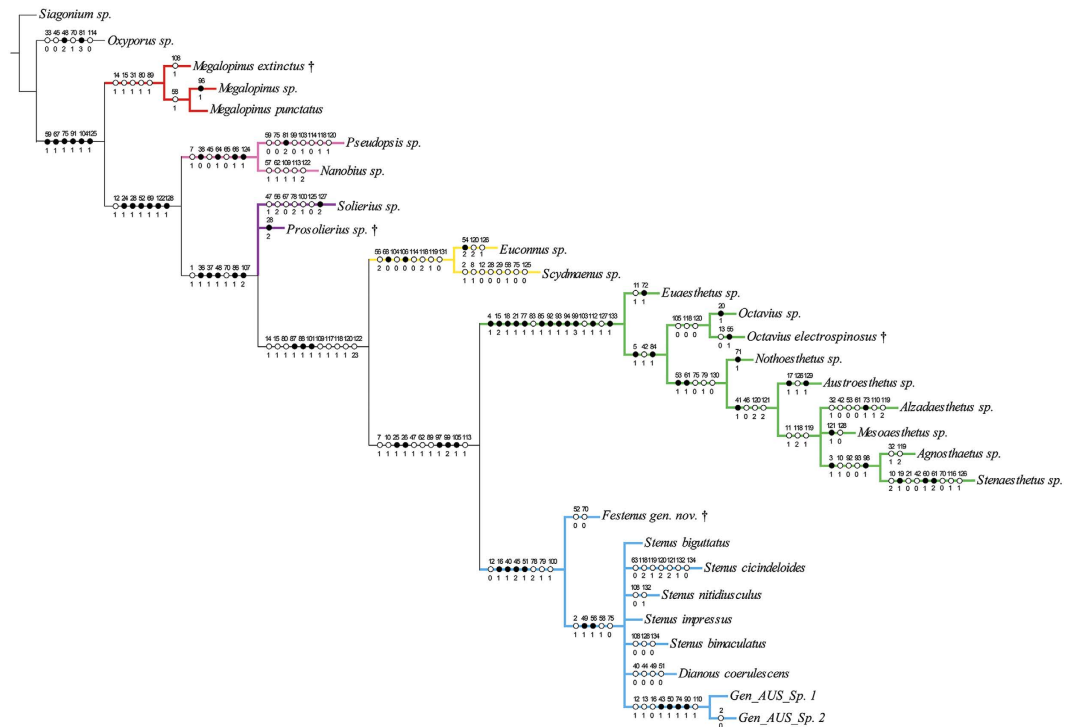 Siagonium sp.
33 45 48 70 81 114
0 0 2 1 3 0
Oxyporus sp.
14 15 31 80 89
1 1 1 1 1
108
1
Megalopinus extinctus †
58
1
96
1
Megalopinus sp.
Megalopinus punctatus
59 67 75 91 104 125
1 1 1 1 1 1
7 38 45 64 65 66 124
1 0 0 1 0 1 1
59 75 81 99 103 114 118 120
0 0 2 0 0 0 1 1
Pseudopsis sp.
57 62 109 113 122
1 1 1 1 2
Nanobius sp.
12 24 28 52 69 122 128
1 1 1 1 1 1 1
47 56 67 78 100 125 127
1 2 0 2 1 0 2
Solierius sp.
28
2
Prosolierius sp. †
1 36 37 48 70 86 107
1 1 1 1 0 1 2
55 68 104 106 114 118 119 131
2 0 0 0 0 2 1 0
54 120 126
2 2 1
Euconnus sp.
2 8 12 28 29 58 75 125
1 1 0 0 0 1 0 0
Scydmaenus sp.
14 15 80 87 88 101 109 117 118 120 122
1 1 1 1 1 1 1 1 1 1 23
4 15 18 21 77 83 85 92 93 94 99 103 112 127 133
1 2 1 1 1 1 1 1 1 1 3 1 1 1 1
11 72
1 1
Euaesthetus sp.
5 42 84
1 1 1
105 118 120
0 0 0
20
1
Octavius sp.
13 55
0 1
Octavius electrospinosus †
53 61 75 79 130
1 1 0 1 0
71
1
Nothoesthetus sp.
41 46 120 121
1 0 2 2
17 126 129
1 1 1
Austroesthetus sp.
11 118 119
1 2 1
32 42 53 61 73 110 119
1 0 0 0 1 1 2
Alzadaesthetus sp.
121 128
1 0
Mesoaesthetus sp.
3 10 92 93 98
1 1 0 0 1
32 119
1 2
Agnosthaetus sp.
10 19 21 42 60 61 70 116 126
2 1 0 0 1 2 0 1 1
Stenaesthetus sp.
7 10 25 26 47 62 89 97 99 105 113
1 1 1 1 1 1 1 1 2 1 1
12 16 40 45 51 78 79 100
0 1 1 2 1 2 1 1
52 70
0 0
Festenus gen. nov. †
2 49 56 58 75
1 1 1 1 0
Stenus biguttatus
63 118 119 120 121 132 134
0 2 1 2 2 1 0
Stenus cicindeloides
108 132
0 1
Stenus nitidiusculus
Stenus impressus
108 128 134
0 0 0
Stenus bimaculatus
40 44 49 51
0 0 0 0
Dianous coerulescens
12 13 16 43 50 74 90 110
1 1 0 1 1 1 1 1
Gen_AUS_Sp. 1
2
0
Gen_AUS_Sp. 2